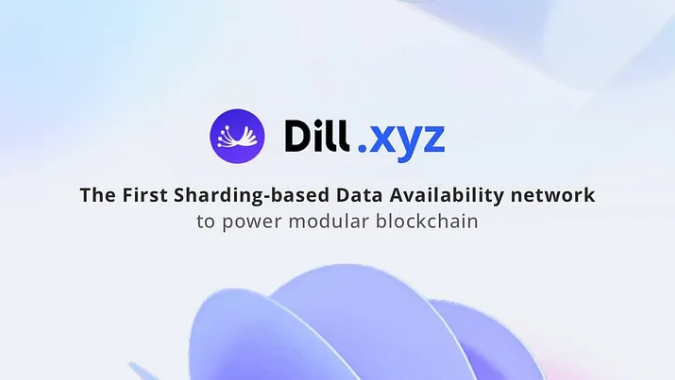 Dill.xyz
The First Sharding-based Data Availability network
to power modular blockchain